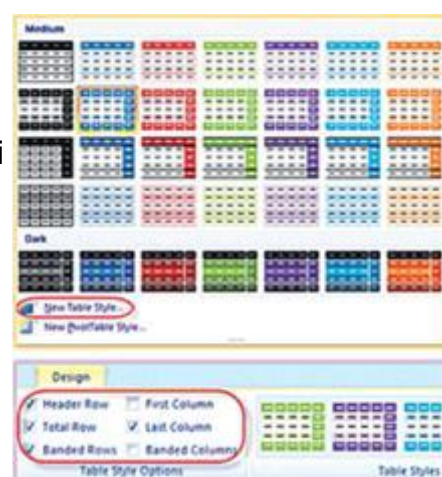 Medium
i
Dark
New Table Style...
New PivotTable Style...
Design
Header Row First Column
Total Row Last Column
Banded Rows Banded Columns
Table Style Options Table Styles